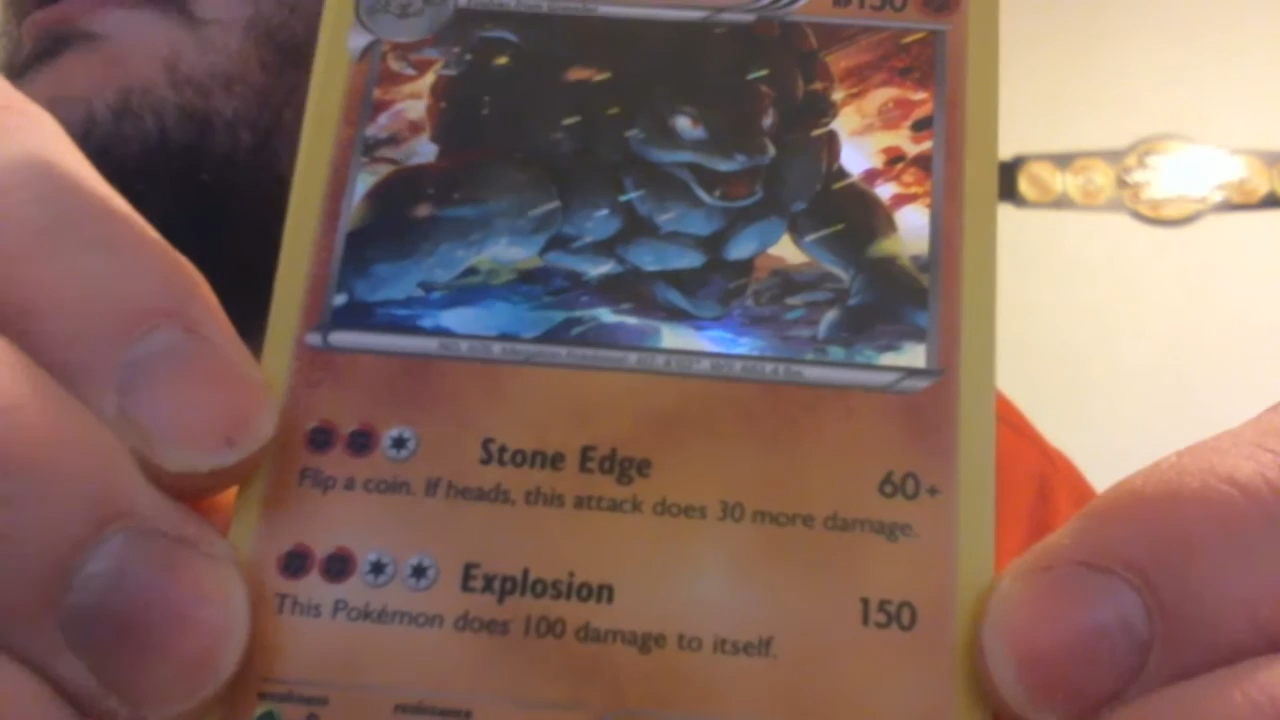 150
Stone Edge 60+
Flip a coin. If heads, this attack does 30 more damage.
Explosion 150
This Pokémon does 100 damage to itself.
weakness resistance